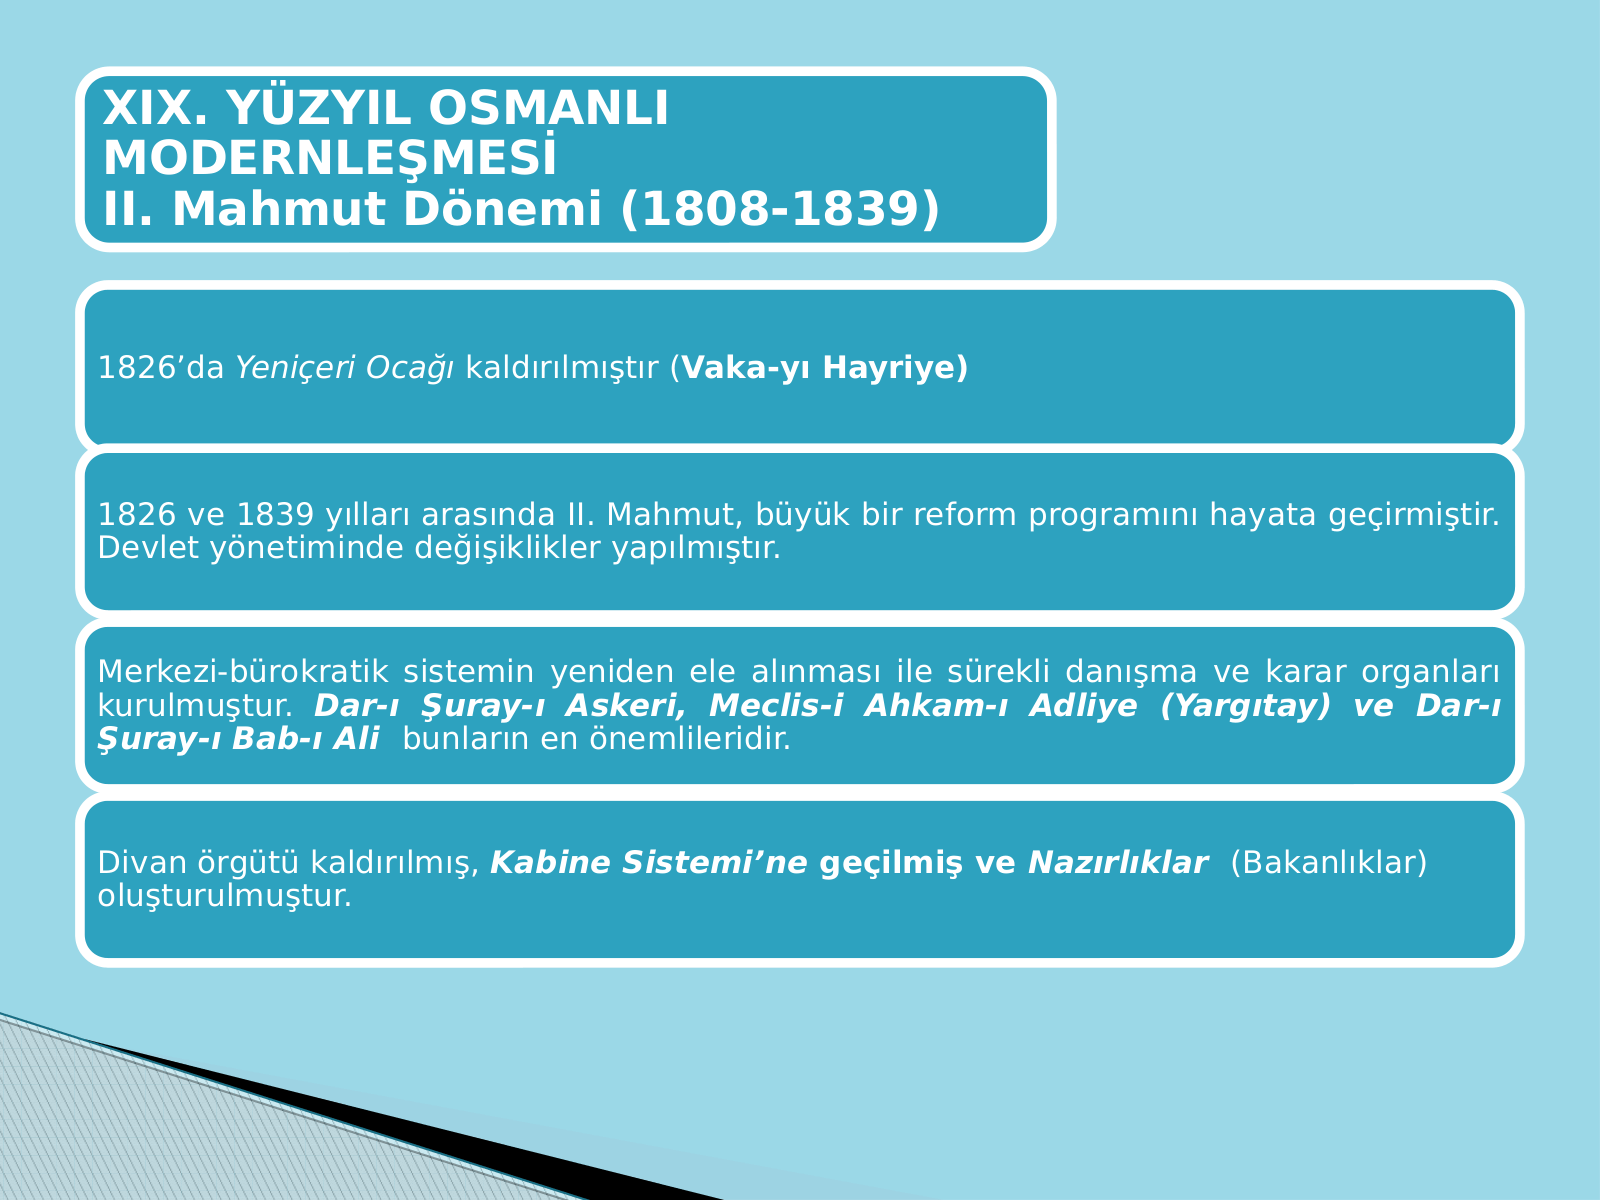 XIX. YÜZYIL OSMANLI
MODERNLEŞMESİ
II. Mahmut Dönemi (1808-1839)
1826’da Yeniçeri Ocağı kaldırılmıştır (Vaka-yı Hayriye)
1826 ve 1839 yılları arasında II. Mahmut, büyük bir reform programını hayata geçirmiştir.
Devlet yönetiminde değişiklikler yapılmıştır.
Merkezi-bürokratik sistemin yeniden ele alınması ile sürekli danışma ve karar organları
kurulmuştur. Dar-ı Şuray-ı Askeri, Meclis-i Ahkam-ı Adliye (Yargıtay) ve Dar-ı
Şuray-ı Bab-ı Ali bunların en önemlileridir.
Divan örgütü kaldırılmış, Kabine Sistemi’ne geçilmiş ve Nazırlıklar (Bakanlıklar)
oluşturulmuştur.